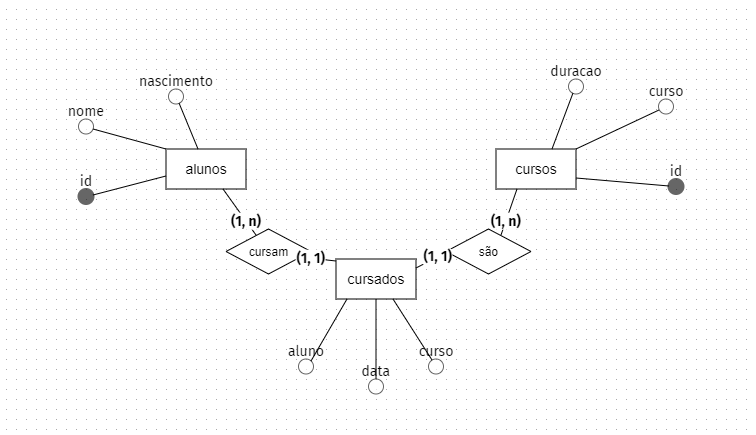 duracao
nascimento
curso
nome
alunos
cursos
id
id
(1, n)
(1, n)
cursam
(1, 1)
(1, 1)
são
cursados
aluno
curso
data